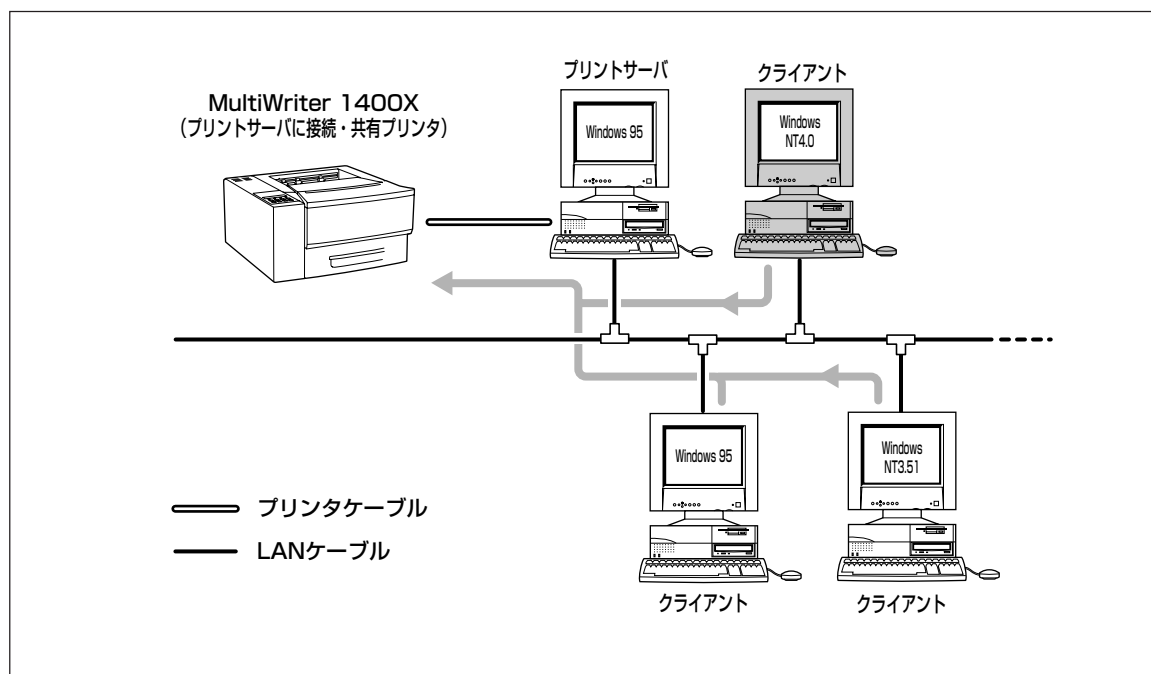 プリントサーバ
クライアント
MultiWriter 1400X
(プリントサーバに接続・共有プリンタ)
Windows 95
Windows
NT4.0
Windows 95
Windows
NT3.51
プリンタケーブル
LANケーブル
クライアント
クライアント